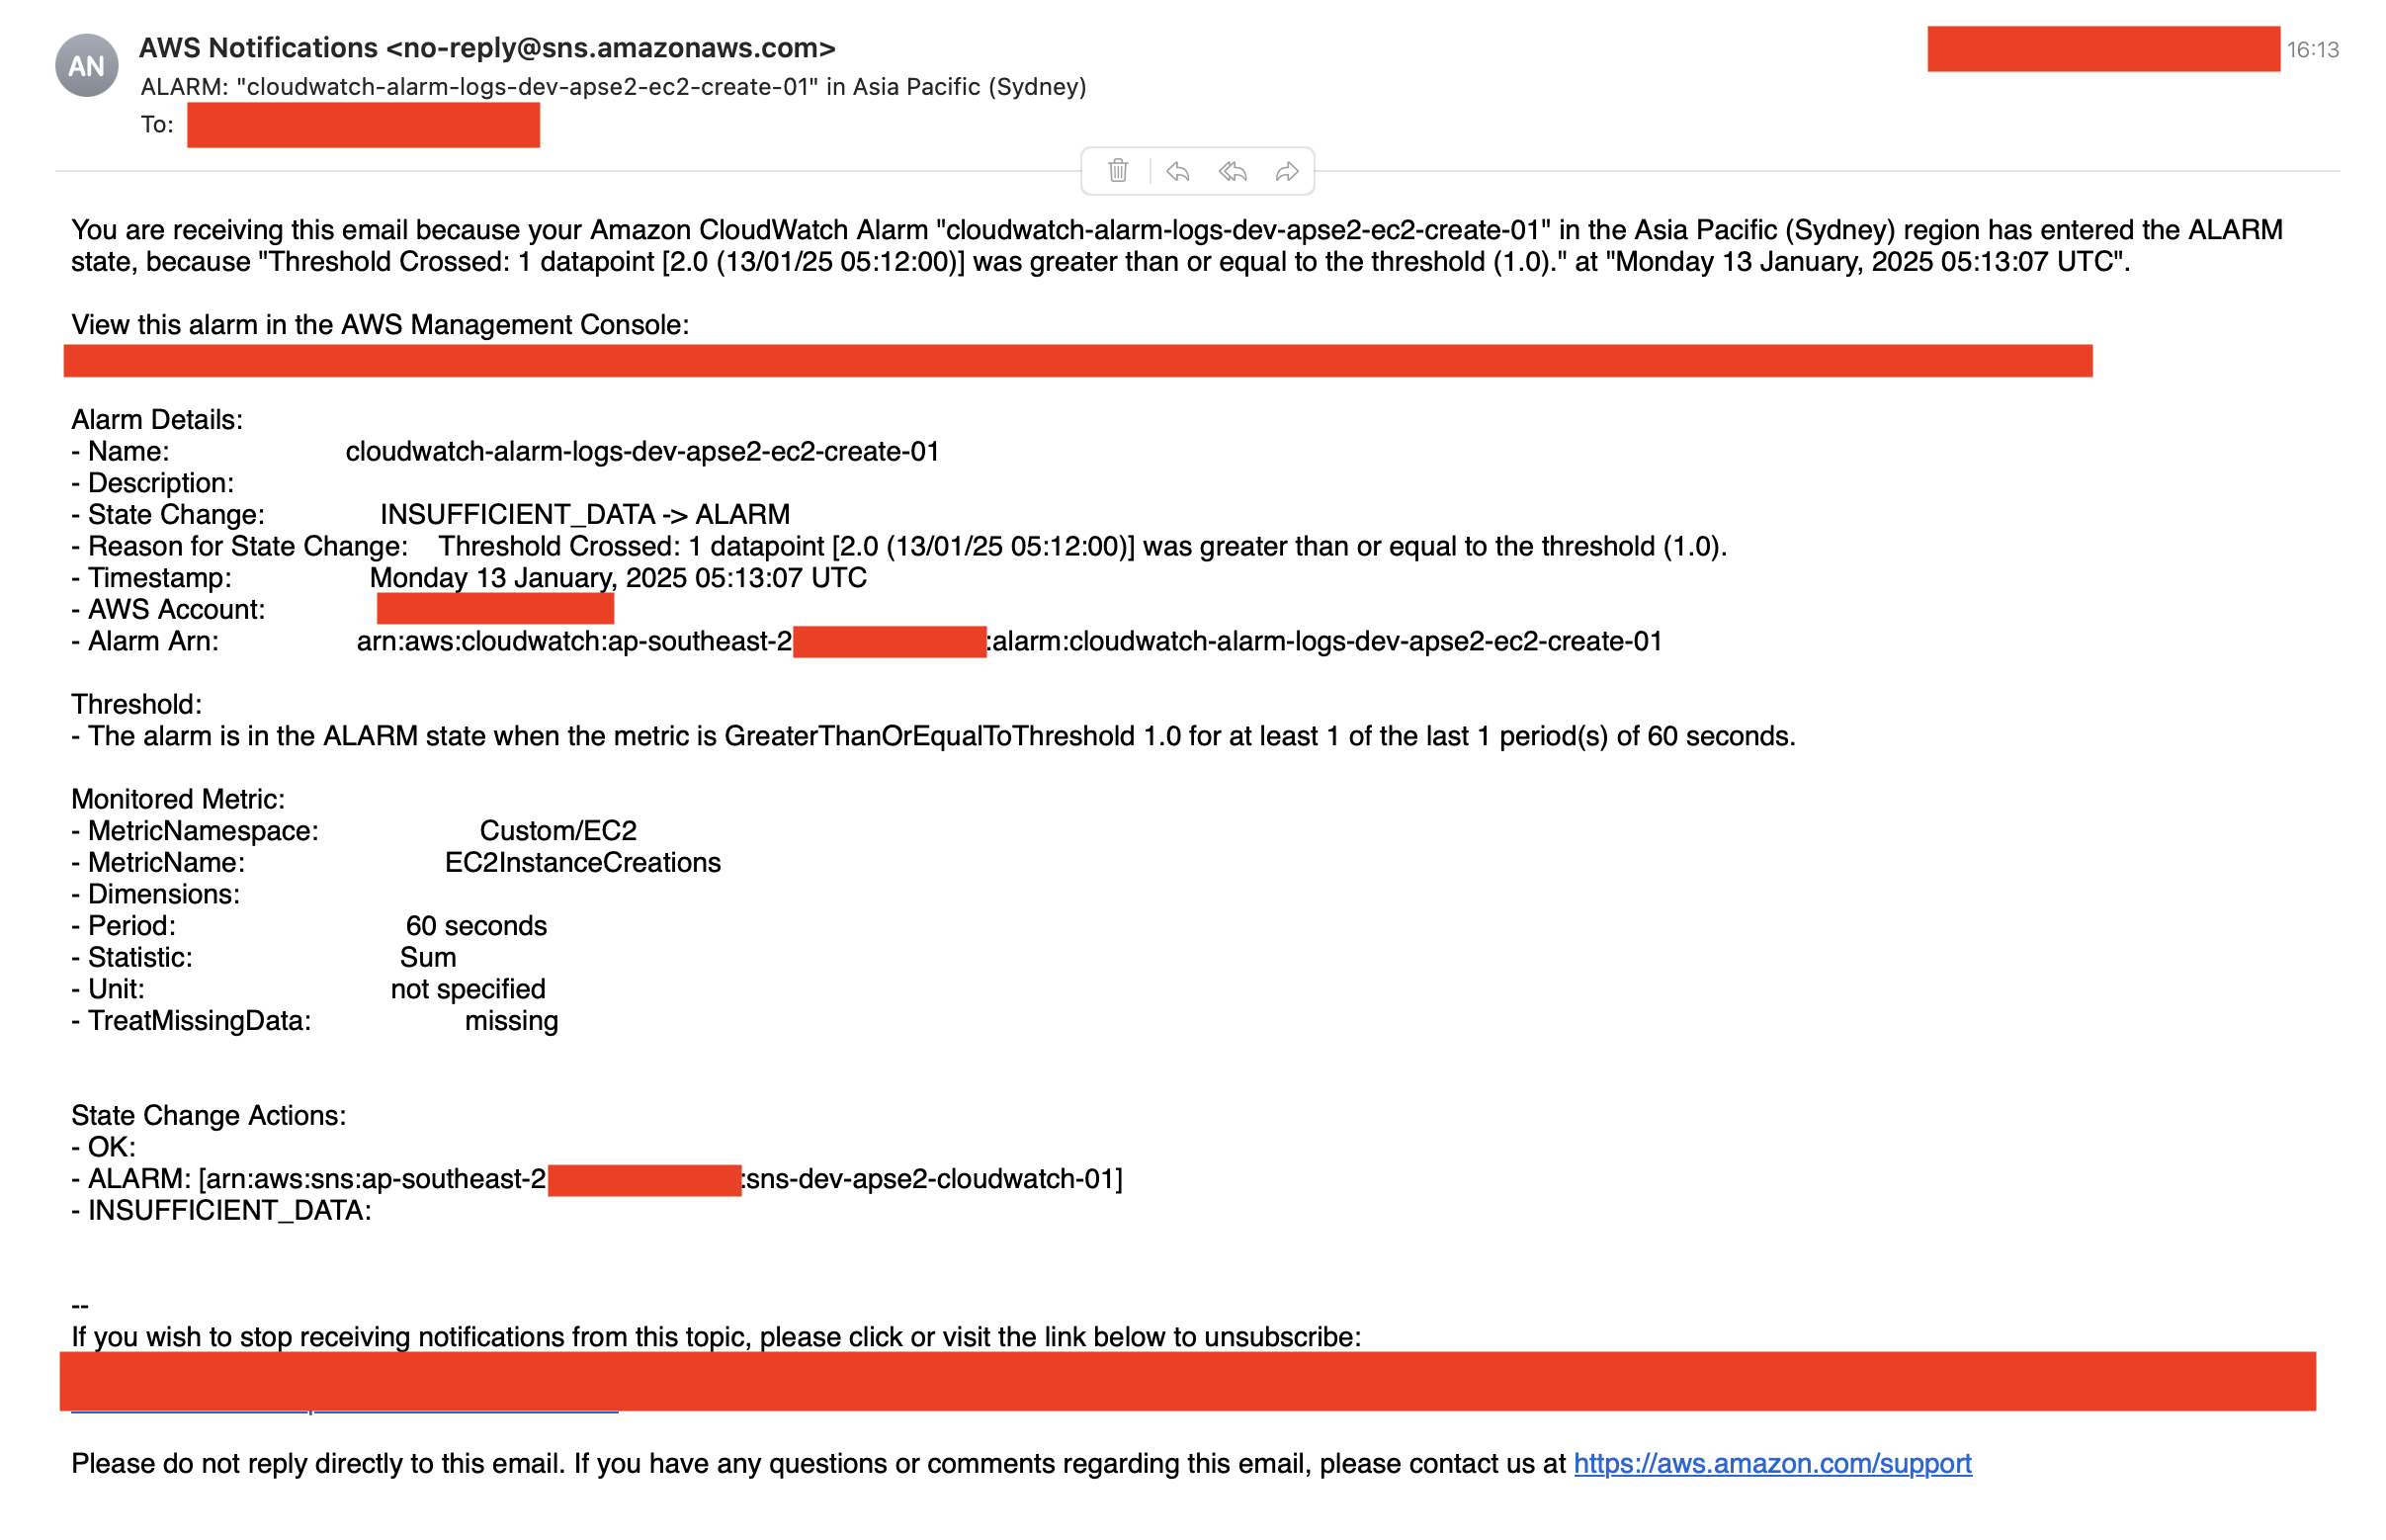 AN
AWS Notifications <no-reply@sns.amazonaws.com>
16:13
ALARM: "cloudwatch-alarm-logs-dev-apse2-ec2-create-01" in Asia Pacific (Sydney)
To:
You are receiving this email because your Amazon CloudWatch Alarm "cloudwatch-alarm-logs-dev-apse2-ec2-create-01" in the Asia Pacific (Sydney) region has entered the ALARM
state, because "Threshold Crossed: 1 datapoint [2.0 (13/01/25 05:12:00)] was greater than or equal to the threshold (1.0)." at "Monday 13 January, 2025 05:13:07 UTC".
View this alarm in the AWS Management Console:
Alarm Details:
- Name: cloudwatch-alarm-logs-dev-apse2-ec2-create-01
- Description:
- State Change: INSUFFICIENT_DATA -> ALARM
- Reason for State Change: Threshold Crossed: 1 datapoint [2.0 (13/01/25 05:12:00)] was greater than or equal to the threshold (1.0).
- Timestamp: Monday 13 January, 2025 05:13:07 UTC
- AWS Account:
- Alarm Arn: arn:aws:cloudwatch:ap-southeast-2 :alarm:cloudwatch-alarm-logs-dev-apse2-ec2-create-01
Threshold:
- The alarm is in the ALARM state when the metric is GreaterThanOrEqualToThreshold 1.0 for at least 1 of the last 1 period(s) of 60 seconds.
Monitored Metric:
- MetricNamespace: Custom/EC2
- MetricName: EC2InstanceCreations
- Dimensions:
- Period: 60 seconds
- Statistic: Sum
- Unit: not specified
- TreatMissingData: missing
State Change Actions:
- OK:
- ALARM: [arn:aws:sns:ap-southeast-2 :sns-dev-apse2-cloudwatch-01]
- INSUFFICIENT_DATA:
--
If you wish to stop receiving notifications from this topic, please click or visit the link below to unsubscribe:
Please do not reply directly to this email. If you have any questions or comments regarding this email, please contact us at https://aws.amazon.com/support